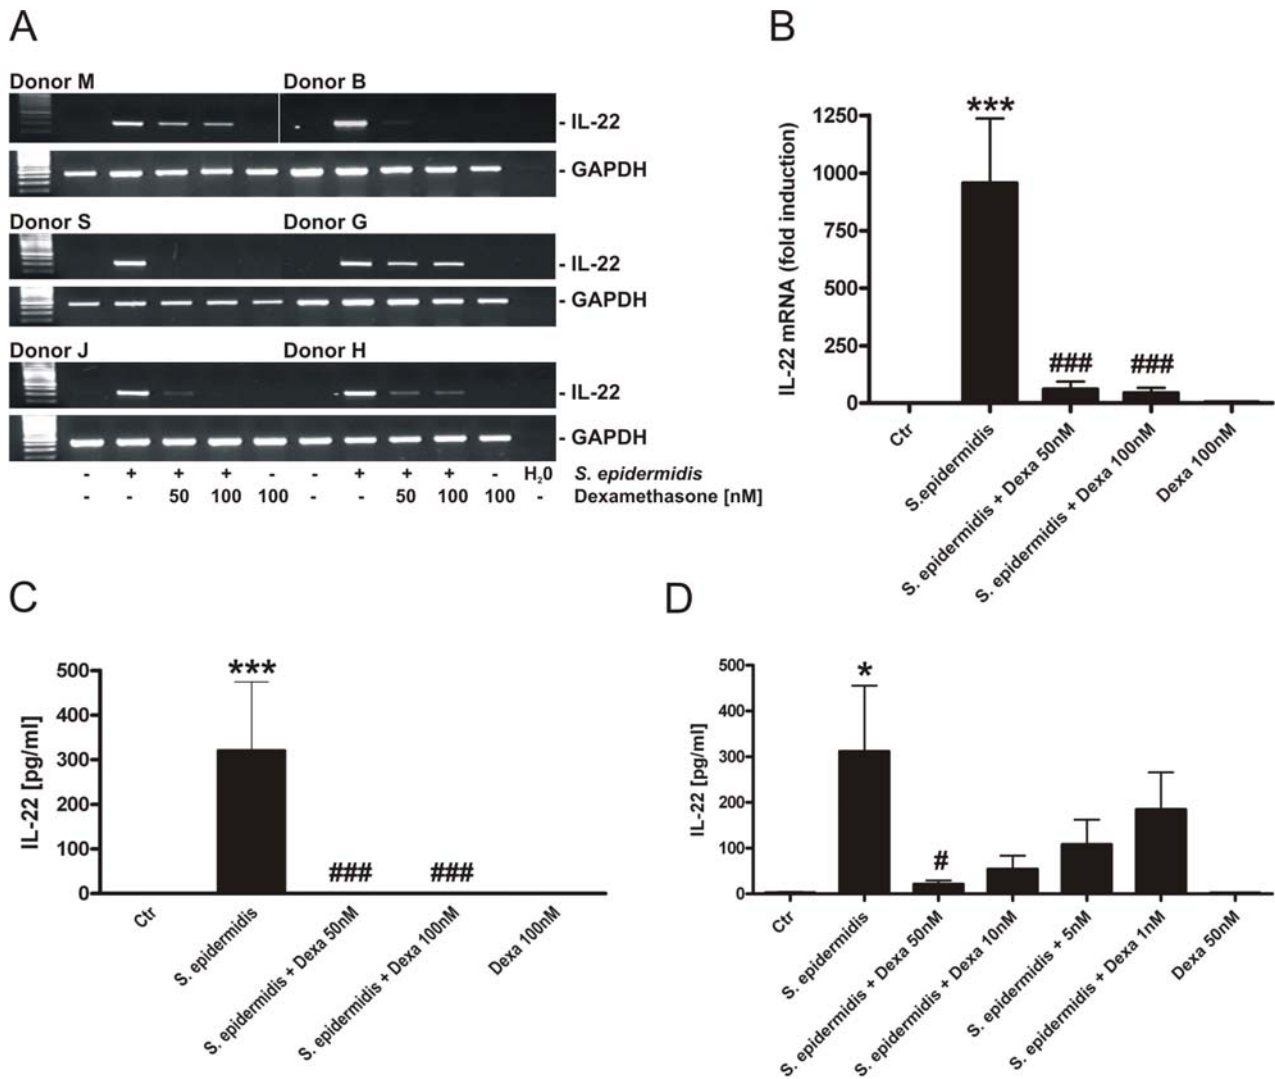 A
Donor M Donor B
- IL-22
- GAPDH
Donor S Donor G
- IL-22
- GAPDH
Donor J Donor H
- IL-22
- GAPDH
- + + + - - + + + - H₂0 S. epidermidis
- - 50 100 100 - - 50 100 100 - Dexamethasone [nM]
B
IL-22 mRNA (fold induction)
1250
1000
750
500
250
0
***
###
###
Ctr
S.epidermidis
S. epidermidis + Dexa 50nM
S. epidermidis + Dexa 100nM
Dexa 100nM
C
IL-22 [pg/ml]
500
400
300
200
100
0
***
###
###
Ctr
S. epidermidis
S. epidermidis + Dexa 50nM
S. epidermidis + Dexa 100nM
Dexa 100nM
D
IL-22 [pg/ml]
500
400
300
200
100
0
*
#
Ctr
S. epidermidis
S. epidermidis + Dexa 50nM
S. epidermidis + Dexa 10nM
S. epidermidis + 5nM
S. epidermidis + Dexa 1nM
Dexa 50nM